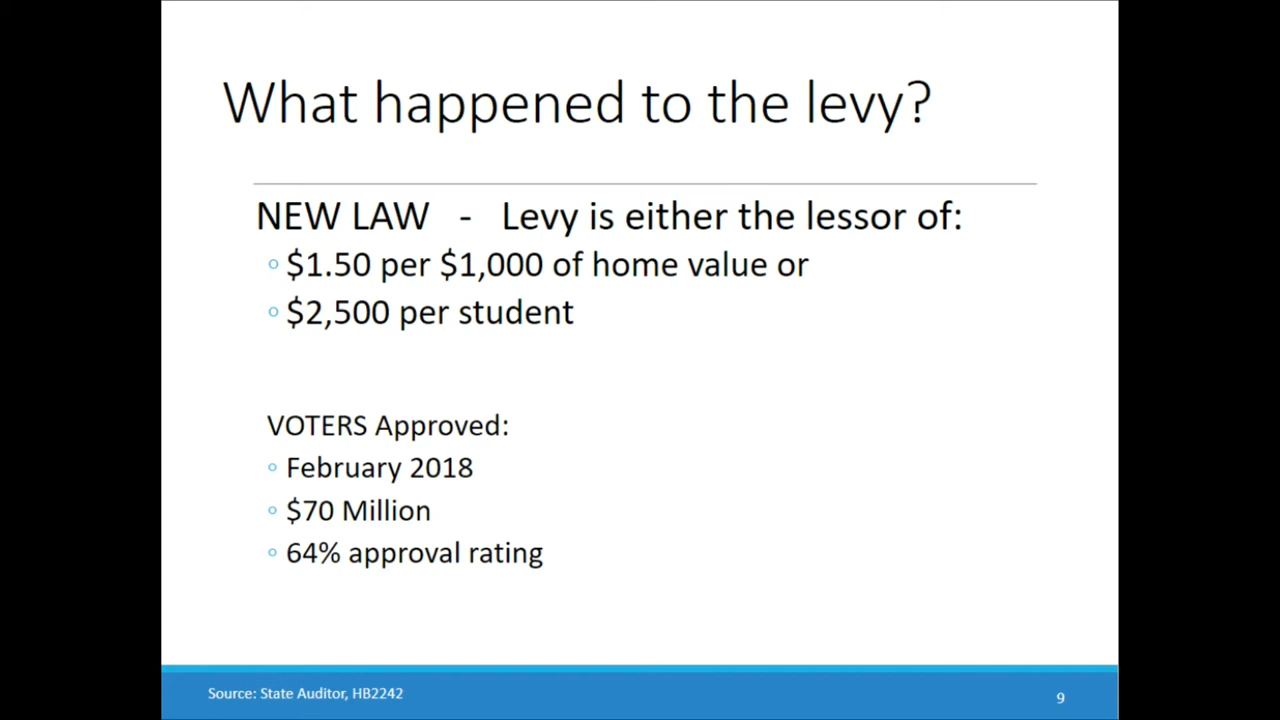 What happened to the levy?
NEW LAW - Levy is either the lessor of:
◦ $1.50 per $1,000 of home value or
◦ $2,500 per student
VOTERS Approved:
◦ February 2018
◦ $70 Million
◦ 64% approval rating
Source: State Auditor, HB2242
9